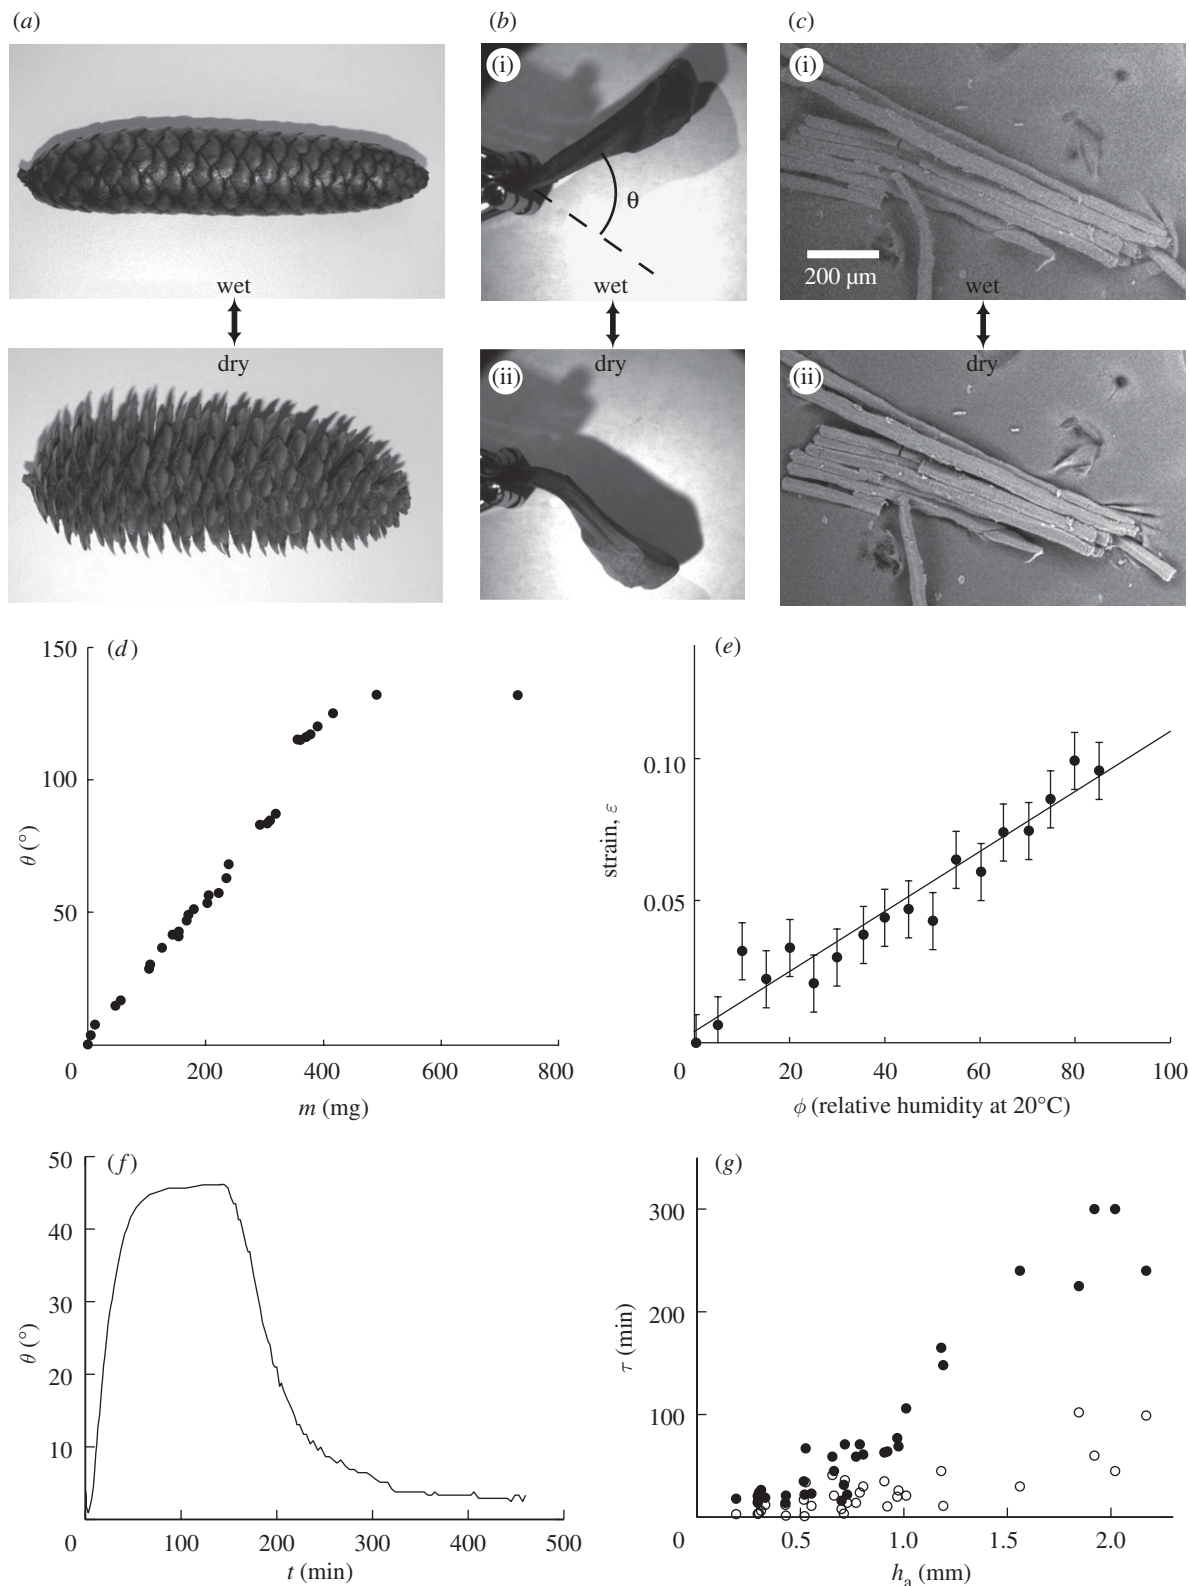 (a)
(b)
(c)
(i)
(i)
θ
200 µm
wet
wet
wet
dry
dry
dry
(ii)
(ii)
(d)
150
100
50
0
200
400
600
800
θ (°)
m (mg)
(e)
0.10
0.05
0
20
40
60
80
100
strain, ε
ϕ (relative humidity at 20°C)
(f)
50
40
30
20
10
0
100
200
300
400
500
θ (°)
t (min)
(g)
300
200
100
0
0.5
1.0
1.5
2.0
τ (min)
hₐ (mm)